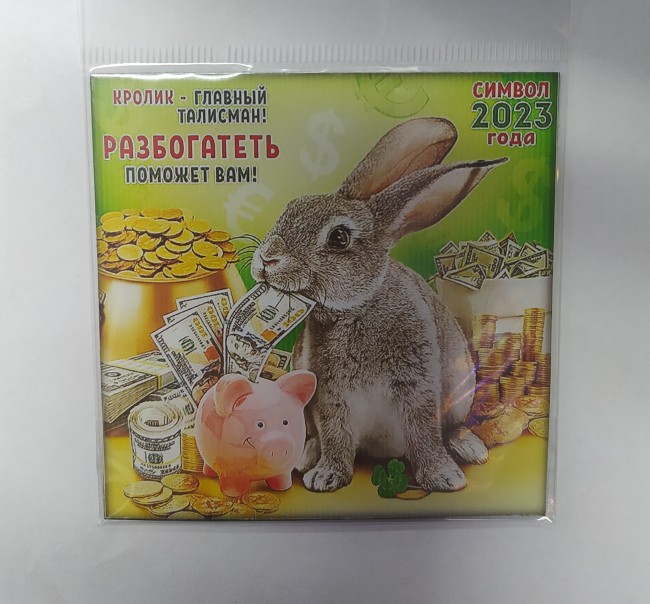 КРОЛИК - ГЛАВНЫЙ
ТАЛИСМАН!
РАЗБОГАТЕТЬ
ПОМОЖЕТ ВАМ!
СИМВОЛ
2023
года